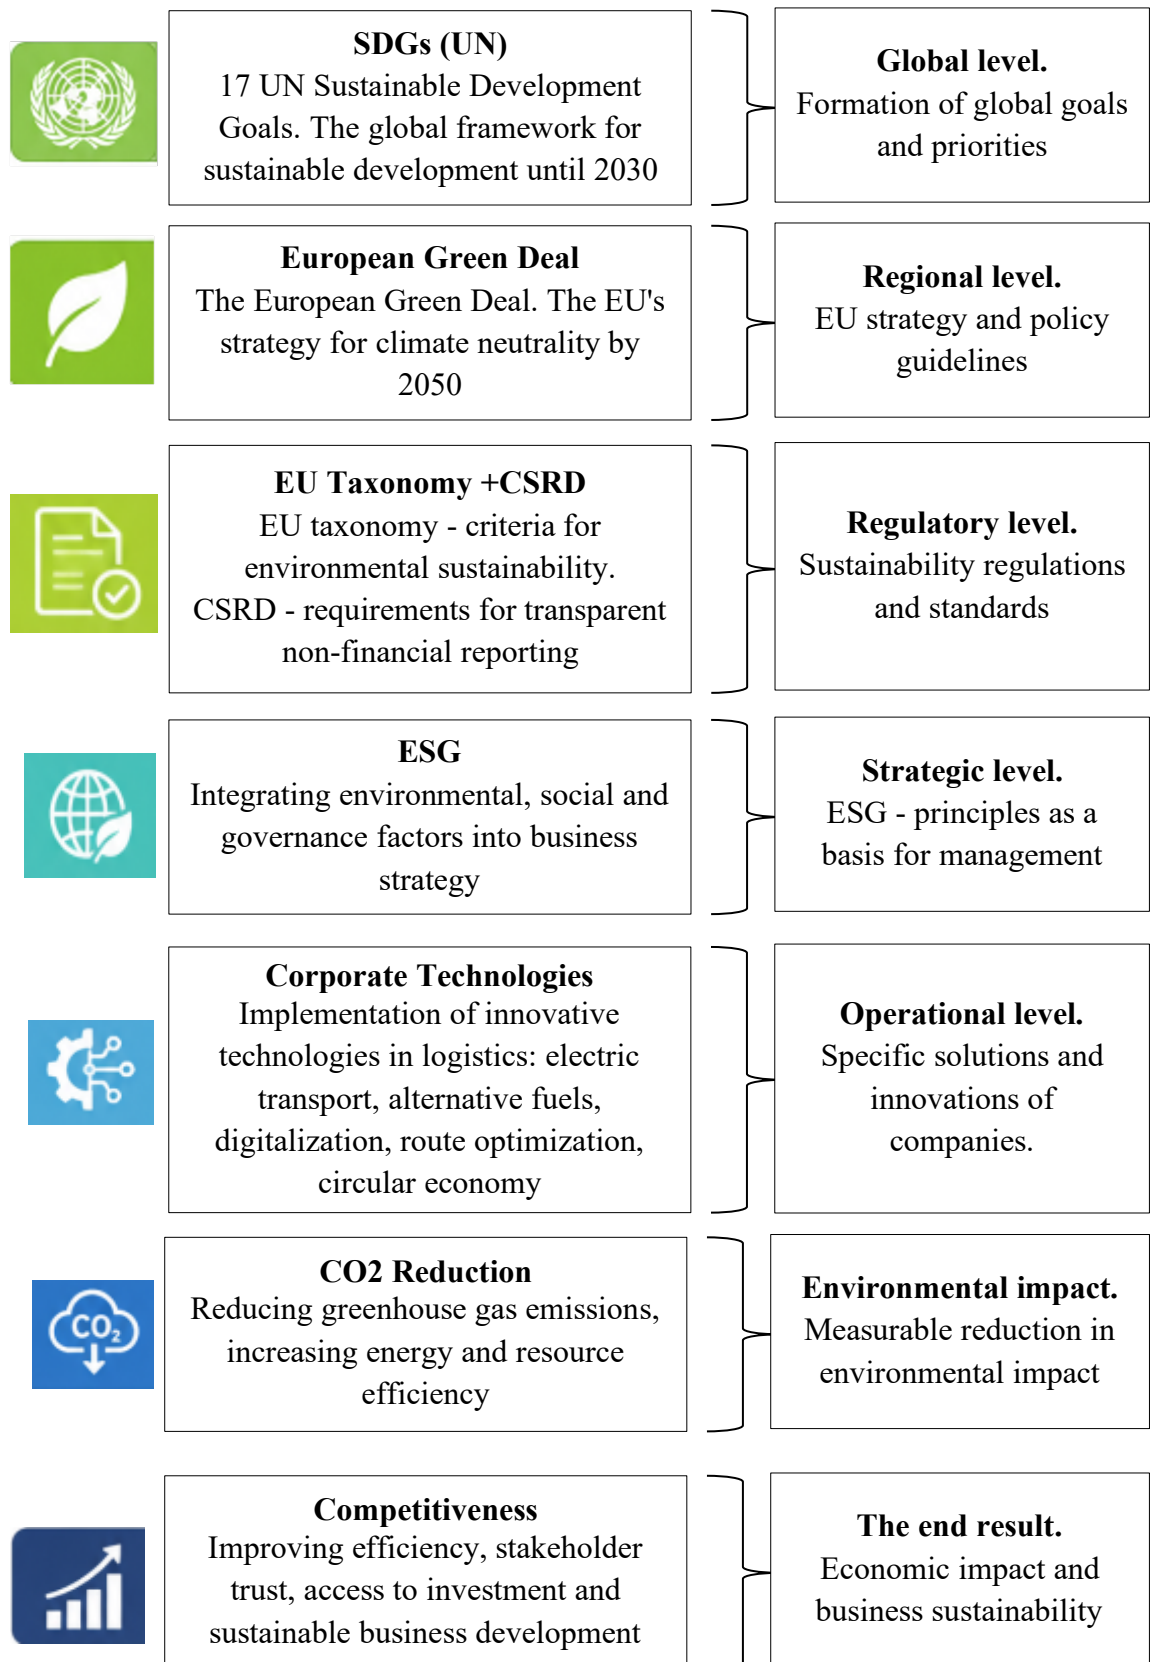 SDGs (UN)
17 UN Sustainable Development
Goals. The global framework for
sustainable development until 2030
Global level.
Formation of global goals
and priorities
European Green Deal
The European Green Deal. The EU's
strategy for climate neutrality by
2050
Regional level.
EU strategy and policy
guidelines
EU Taxonomy +CSRD
EU taxonomy - criteria for
environmental sustainability.
CSRD - requirements for transparent
non-financial reporting
Regulatory level.
Sustainability regulations
and standards
ESG
Integrating environmental, social and
governance factors into business
strategy
Strategic level.
ESG - principles as a
basis for management
Corporate Technologies
Implementation of innovative
technologies in logistics: electric
transport, alternative fuels,
digitalization, route optimization,
circular economy
Operational level.
Specific solutions and
innovations of
companies.
CO₂
CO2 Reduction
Reducing greenhouse gas emissions,
increasing energy and resource
efficiency
Environmental impact.
Measurable reduction in
environmental impact
Competitiveness
Improving efficiency, stakeholder
trust, access to investment and
sustainable business development
The end result.
Economic impact and
business sustainability